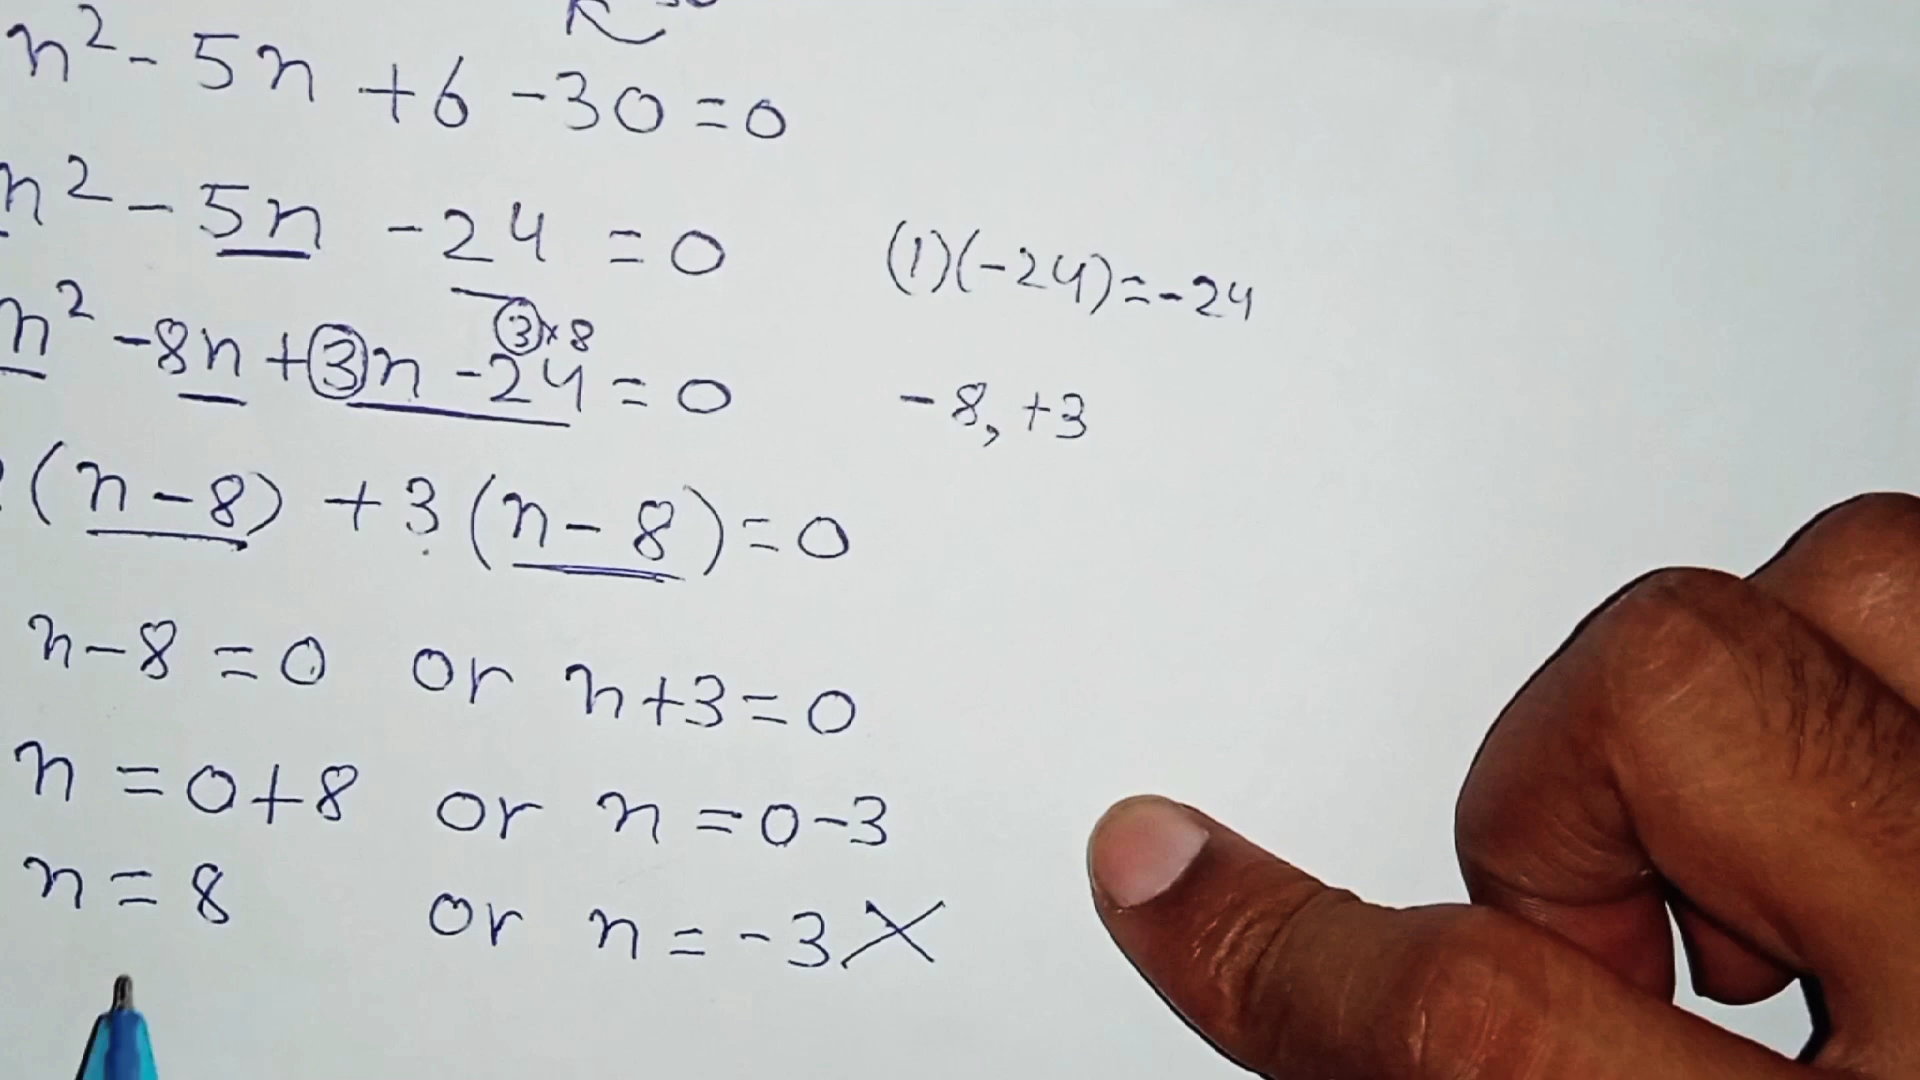 n² - 5n + 6 - 30 = 0
n² - 5n - 24 = 0
(1)(-24) = -24
3 × 8
n² - 8n + 3n - 24 = 0
-8, +3
(n - 8) + 3 (n - 8) = 0
n - 8 = 0 or n + 3 = 0
n = 0 + 8 or n = 0 - 3
n = 8 or n = -3 X